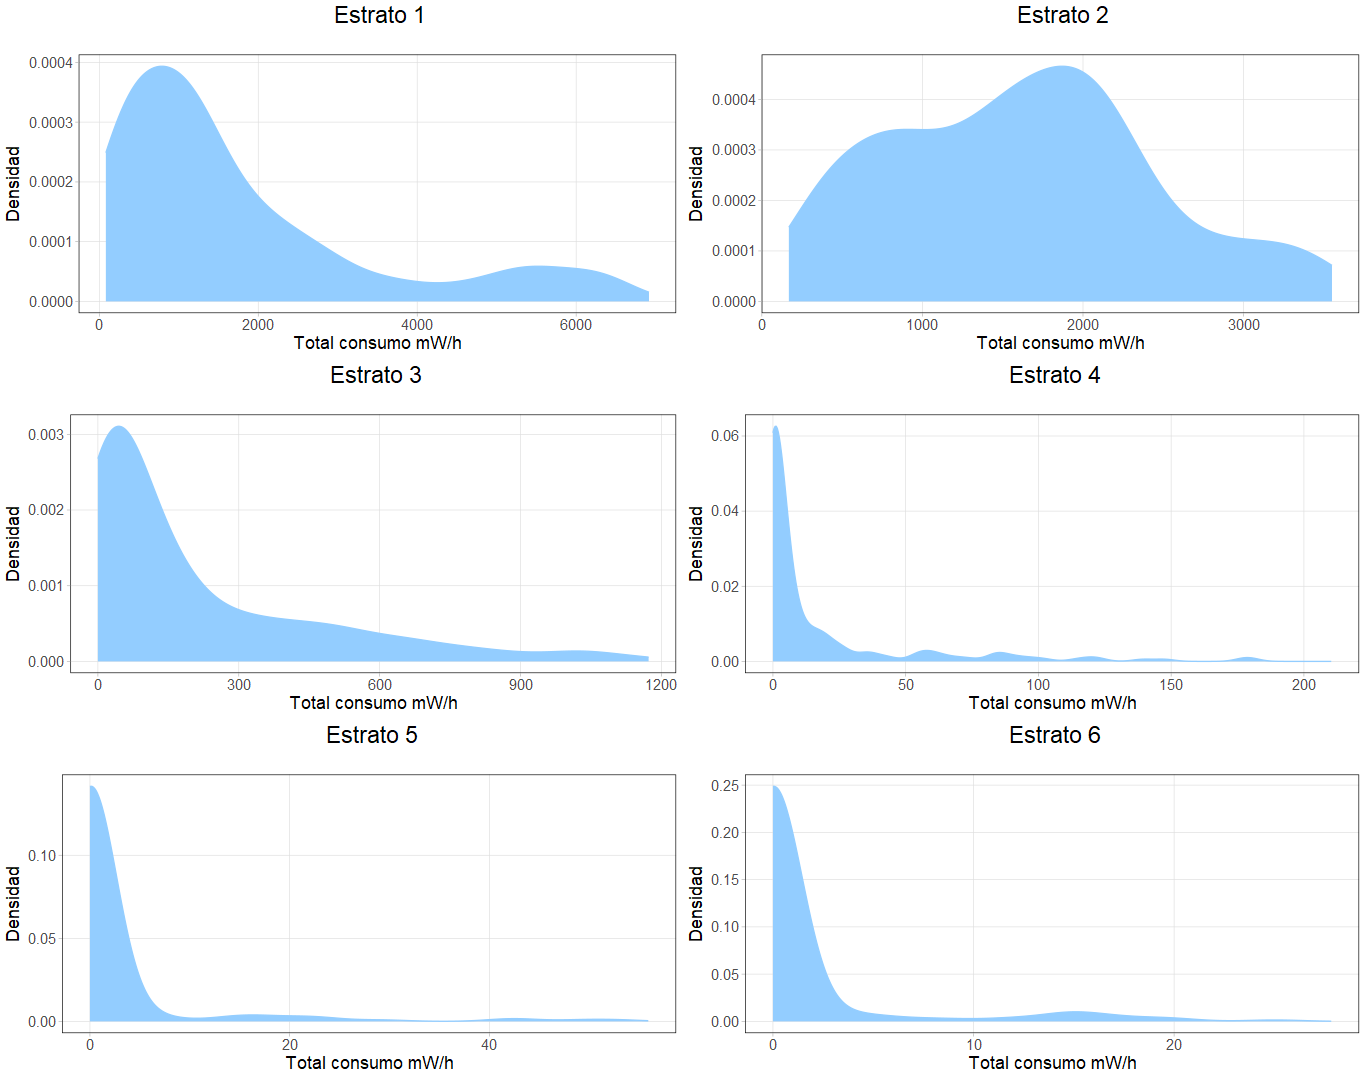 Estrato 1
Densidad
0.0004
0.0003
0.0002
0.0001
0.0000
0 2000 4000 6000
Total consumo mW/h
Estrato 2
Densidad
0.0004
0.0003
0.0002
0.0001
0.0000
0 1000 2000 3000
Total consumo mW/h
Estrato 3
Densidad
0.003
0.002
0.001
0.000
0 300 600 900 1200
Total consumo mW/h
Estrato 4
Densidad
0.06
0.04
0.02
0.00
0 50 100 150 200
Total consumo mW/h
Estrato 5
Densidad
0.10
0.05
0.00
0 20 40
Total consumo mW/h
Estrato 6
Densidad
0.25
0.20
0.15
0.10
0.05
0.00
0 10 20
Total consumo mW/h